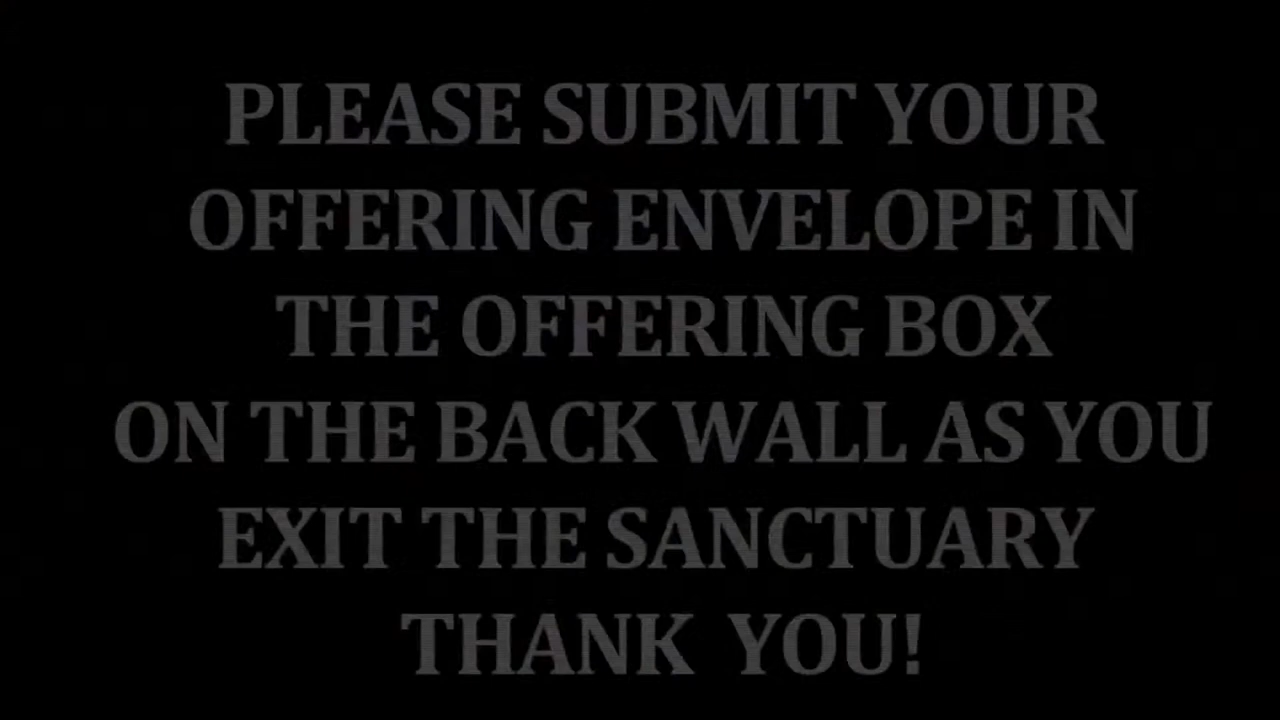 PLEASE SUBMIT YOUR
OFFERING ENVELOPE IN
THE OFFERING BOX
ON THE BACK WALL AS YOU
EXIT THE SANCTUARY
THANK YOU!